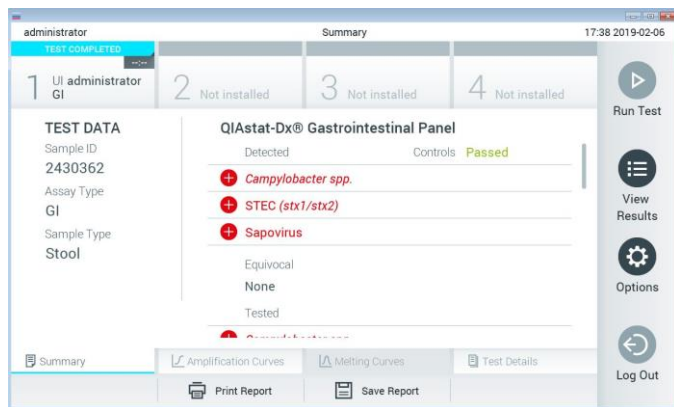 administrator Summary 17:38 2019-02-06
TEST COMPLETED
--:--
1 UI administrator
GI
2 Not installed
3 Not installed
4 Not installed
Run Test
View
Results
Options
Log Out
TEST DATA
Sample ID
2430362
Assay Type
GI
Sample Type
Stool
QIAstat-Dx® Gastrointestinal Panel
Detected Controls Passed
Campylobacter spp.
STEC (stx1/stx2)
Sapovirus
Equivocal
None
Tested
Campylobacter spp.
Summary
Amplification Curves
Melting Curves
Test Details
Print Report
Save Report